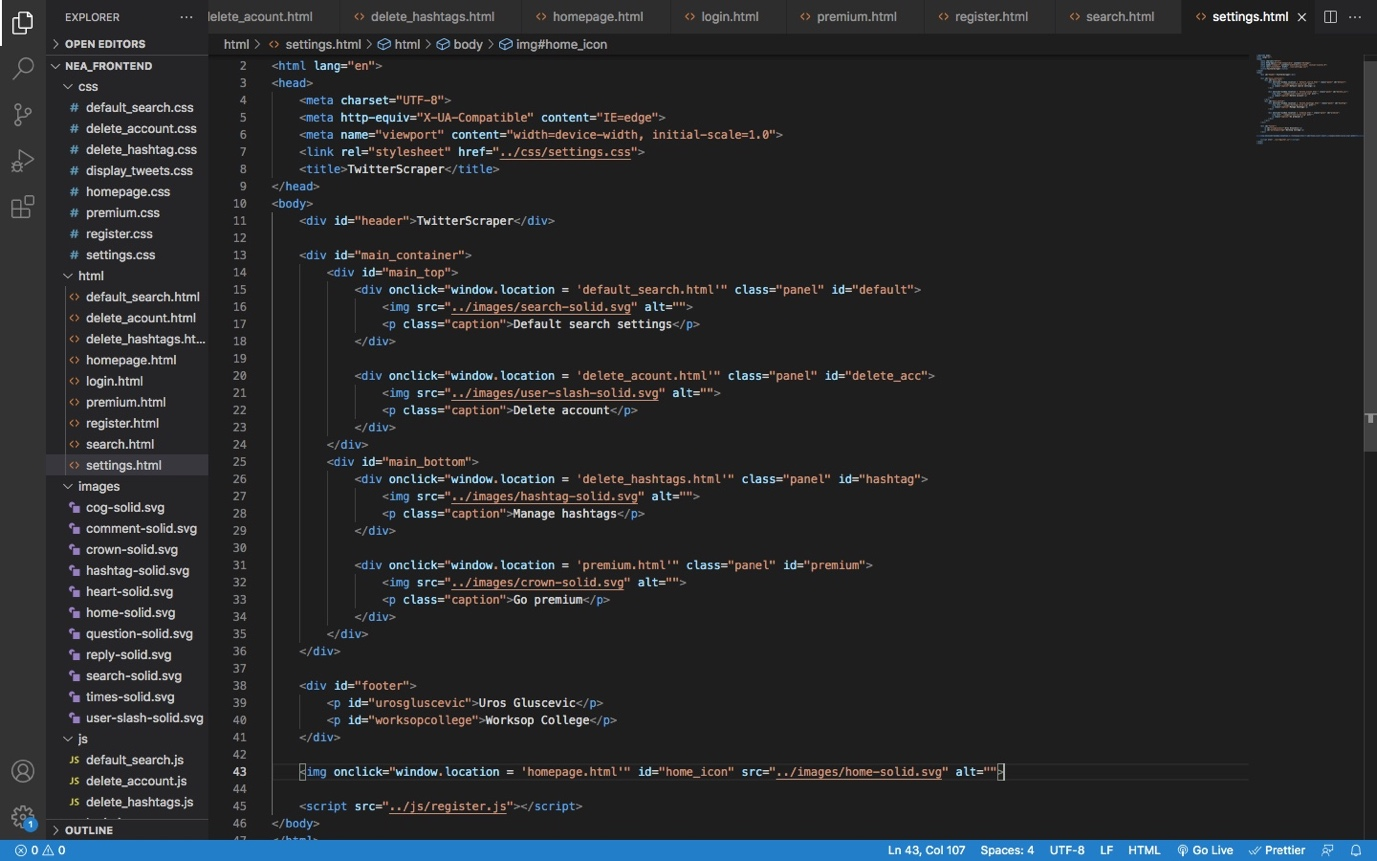 EXPLORER
OPEN EDITORS
NEA_FRONTEND
css
default_search.css
delete_account.css
delete_hashtag.css
display_tweets.css
homepage.css
premium.css
register.css
settings.css
html
default_search.html
delete_acount.html
delete_hashtags.ht...
homepage.html
login.html
premium.html
register.html
search.html
settings.html
images
cog-solid.svg
comment-solid.svg
crown-solid.svg
hashtag-solid.svg
heart-solid.svg
home-solid.svg
question-solid.svg
reply-solid.svg
search-solid.svg
times-solid.svg
user-slash-solid.svg
js
JS default_search.js
JS delete_account.js
JS delete_hashtags.js
OUTLINE
1
delete_acount.html delete_hashtags.html homepage.html login.html premium.html register.html search.html settings.html
html > settings.html > html > body > img#home_icon
2 <html lang="en">
3 <head>
4 <meta charset="UTF-8">
5 <meta http-equiv="X-UA-Compatible" content="IE=edge">
6 <meta name="viewport" content="width=device-width, initial-scale=1.0">
7 <link rel="stylesheet" href="../css/settings.css">
8 <title>TwitterScraper</title>
9 </head>
10 <body>
11 <div id="header">TwitterScraper</div>
12
13 <div id="main_container">
14 <div id="main_top">
15 <div onclick="window.location = 'default_search.html'" class="panel" id="default">
16 <img src="../images/search-solid.svg" alt="">
17 <p class="caption">Default search settings</p>
18 </div>
19
20 <div onclick="window.location = 'delete_acount.html'" class="panel" id="delete_acc">
21 <img src="../images/user-slash-solid.svg" alt="">
22 <p class="caption">Delete account</p>
23 </div>
24 </div>
25 <div id="main_bottom">
26 <div onclick="window.location = 'delete_hashtags.html'" class="panel" id="hashtag">
27 <img src="../images/hashtag-solid.svg" alt="">
28 <p class="caption">Manage hashtags</p>
29 </div>
30
31 <div onclick="window.location = 'premium.html'" class="panel" id="premium">
32 <img src="../images/crown-solid.svg" alt="">
33 <p class="caption">Go premium</p>
34 </div>
35 </div>
36 </div>
37
38 <div id="footer">
39 <p id="urosgluscevic">Uros Gluscevic</p>
40 <p id="worksopcollege">Worksop College</p>
41 </div>
42
43 <img onclick="window.location = 'homepage.html'" id="home_icon" src="../images/home-solid.svg" alt="">
44
45 <script src="../js/register.js"></script>
46 </body>
47 </html>
0 0 Ln 43, Col 107 Spaces: 4 UTF-8 LF HTML Go Live Prettier